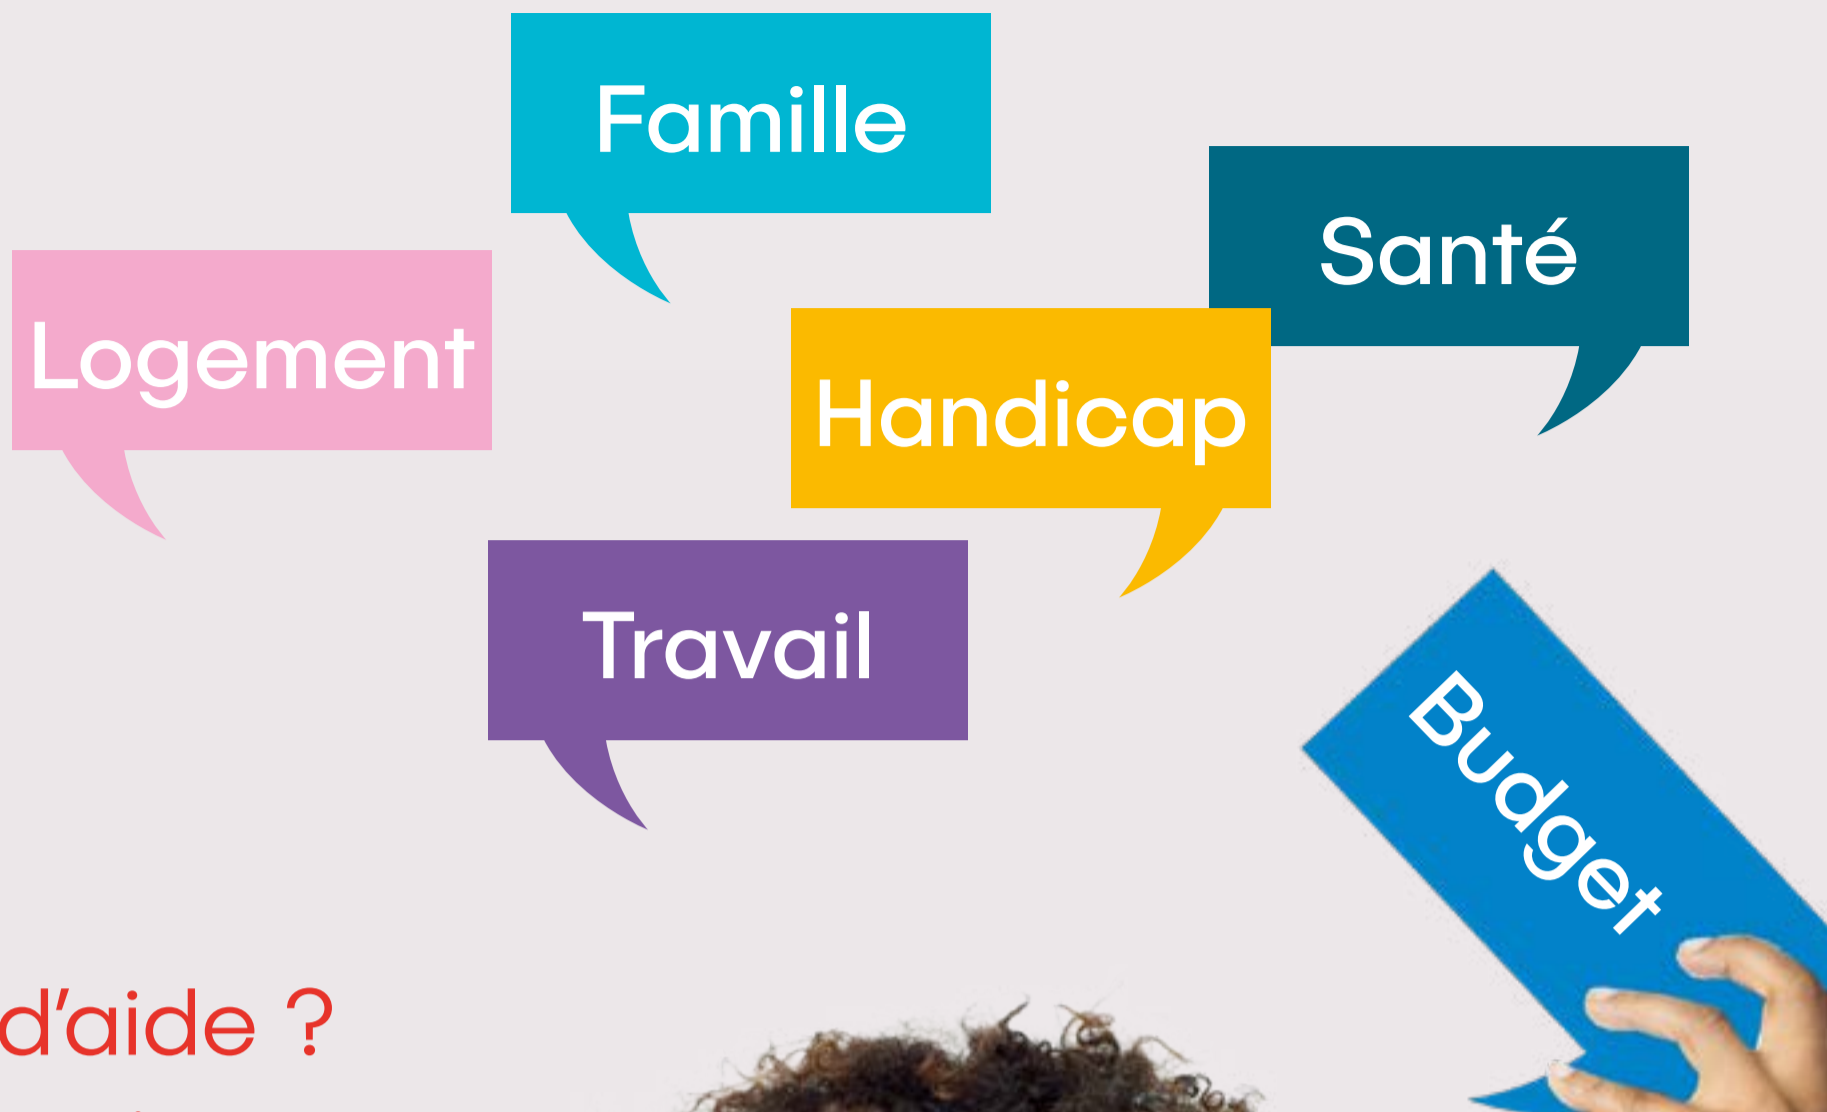 Famille
Santé
Logement
Handicap
Travail
Budget
d'aide ?